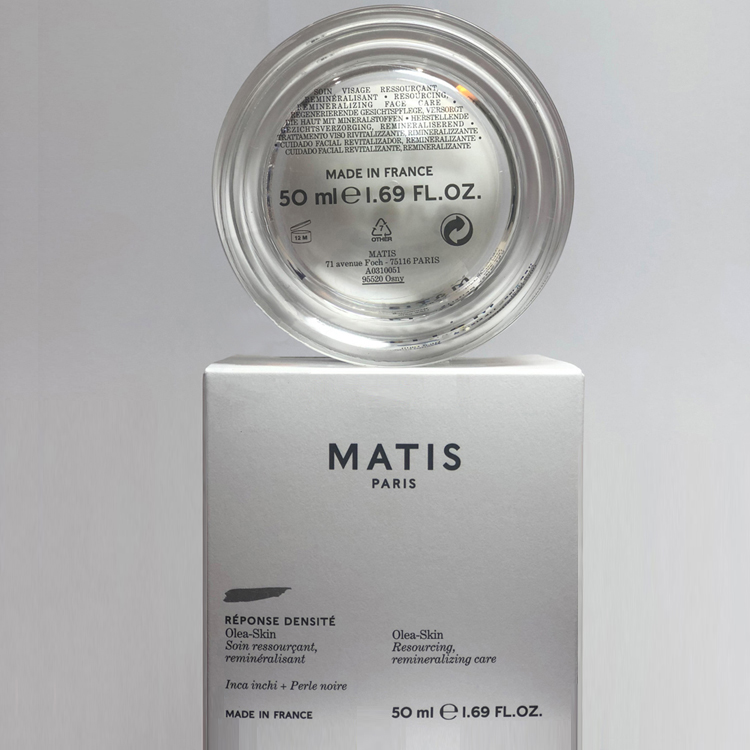 SOIN VISAGE RESSOURÇANT,
REMINÉRALISANT • RESOURCING,
REMINERALIZING FACE CARE •
REGENERIERENDE GESICHTSPFLEGE, VERSORGT
DIE HAUT MIT MINERALSTOFFEN • HERSTELLENDE
GEZICHTSVERZORGING, REMINERALISEREND •
TRATTAMENTO VISO RIVITALIZZANTE, RIMINERALIZZANTE
• CUIDADO FACIAL REVITALIZADOR, REMINERALIZANTE •
CUIDADO FACIAL REVITALIZANTE, REMINERALIZANTE
MADE IN FRANCE
50 ml ℮ 1.69 FL.OZ.
12 M
7
OTHER
MATIS
71 avenue Foch - 75116 PARIS
A0310051
95520 Osny
MATIS
PARIS
RÉPONSE DENSITÉ
Olea-Skin
Soin ressourçant,
reminéralisant
Olea-Skin
Resourcing,
remineralizing care
Inca inchi + Perle noire
MADE IN FRANCE
50 ml ℮ 1.69 FL.OZ.